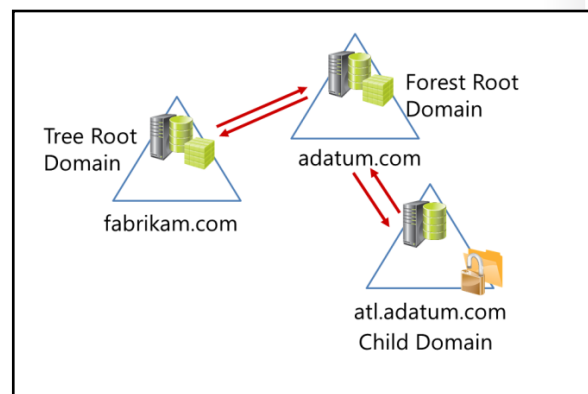 Forest Root
Domain
adatum.com
Tree Root
Domain
fabrikam.com
atl.adatum.com
Child Domain